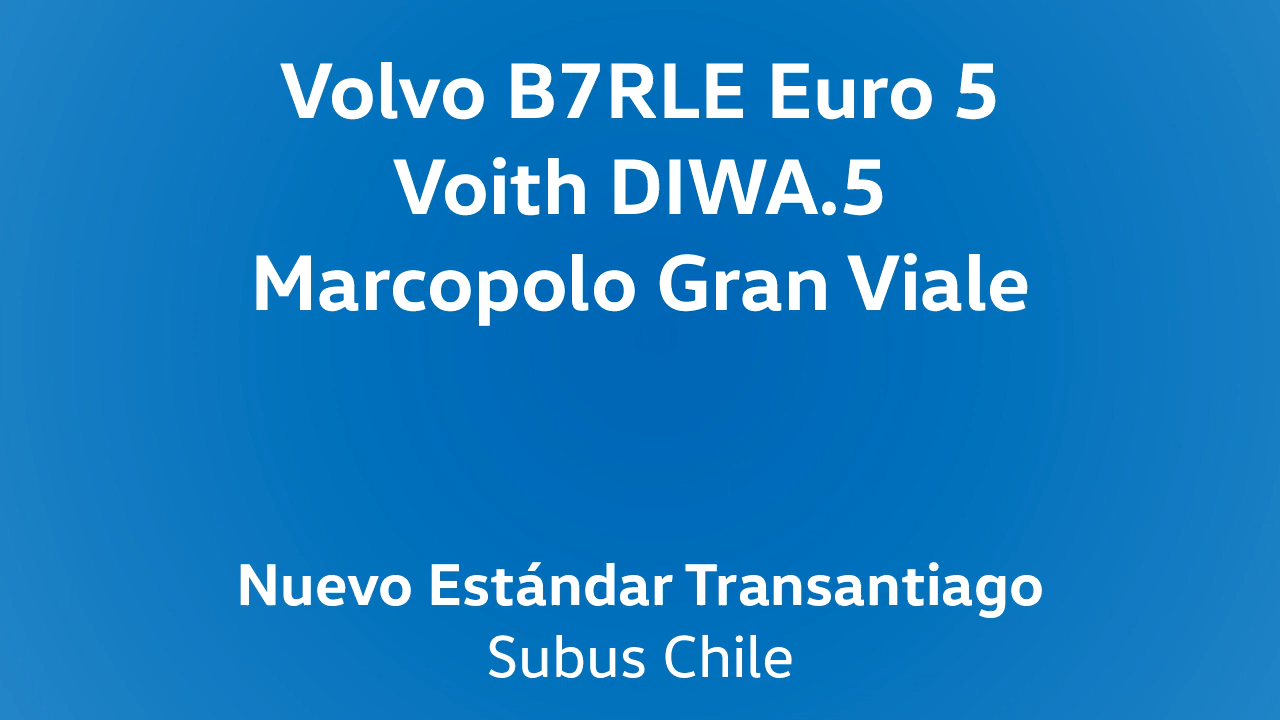 Volvo B7RLE Euro 5
Voith DIWA.5
Marcopolo Gran Viale
Nuevo Estándar Transantiago
Subus Chile